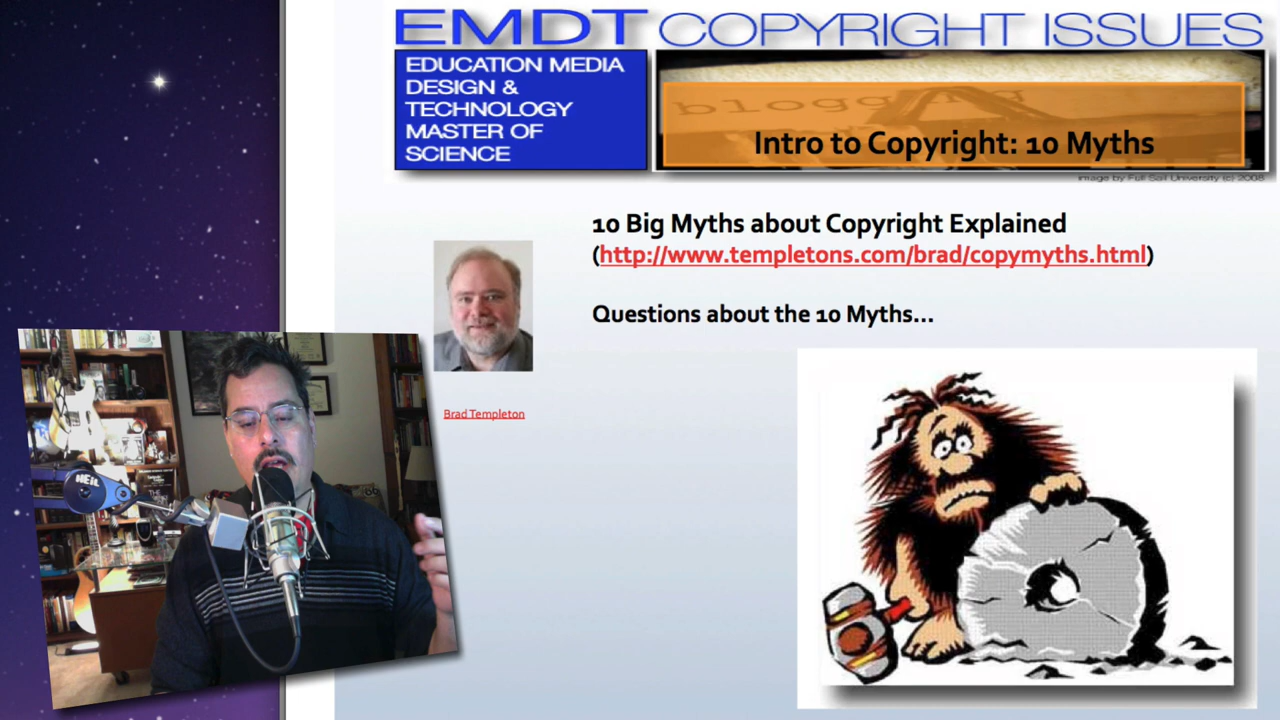 EMDT COPYRIGHT ISSUES
EDUCATION MEDIA
DESIGN &
TECHNOLOGY
MASTER OF
SCIENCE
blogging
Intro to Copyright: 10 Myths
image by Full Sail University (c) 2008
10 Big Myths about Copyright Explained
(http://www.templetons.com/brad/copymyths.html)
Questions about the 10 Myths...
Brad Templeton
HEiL